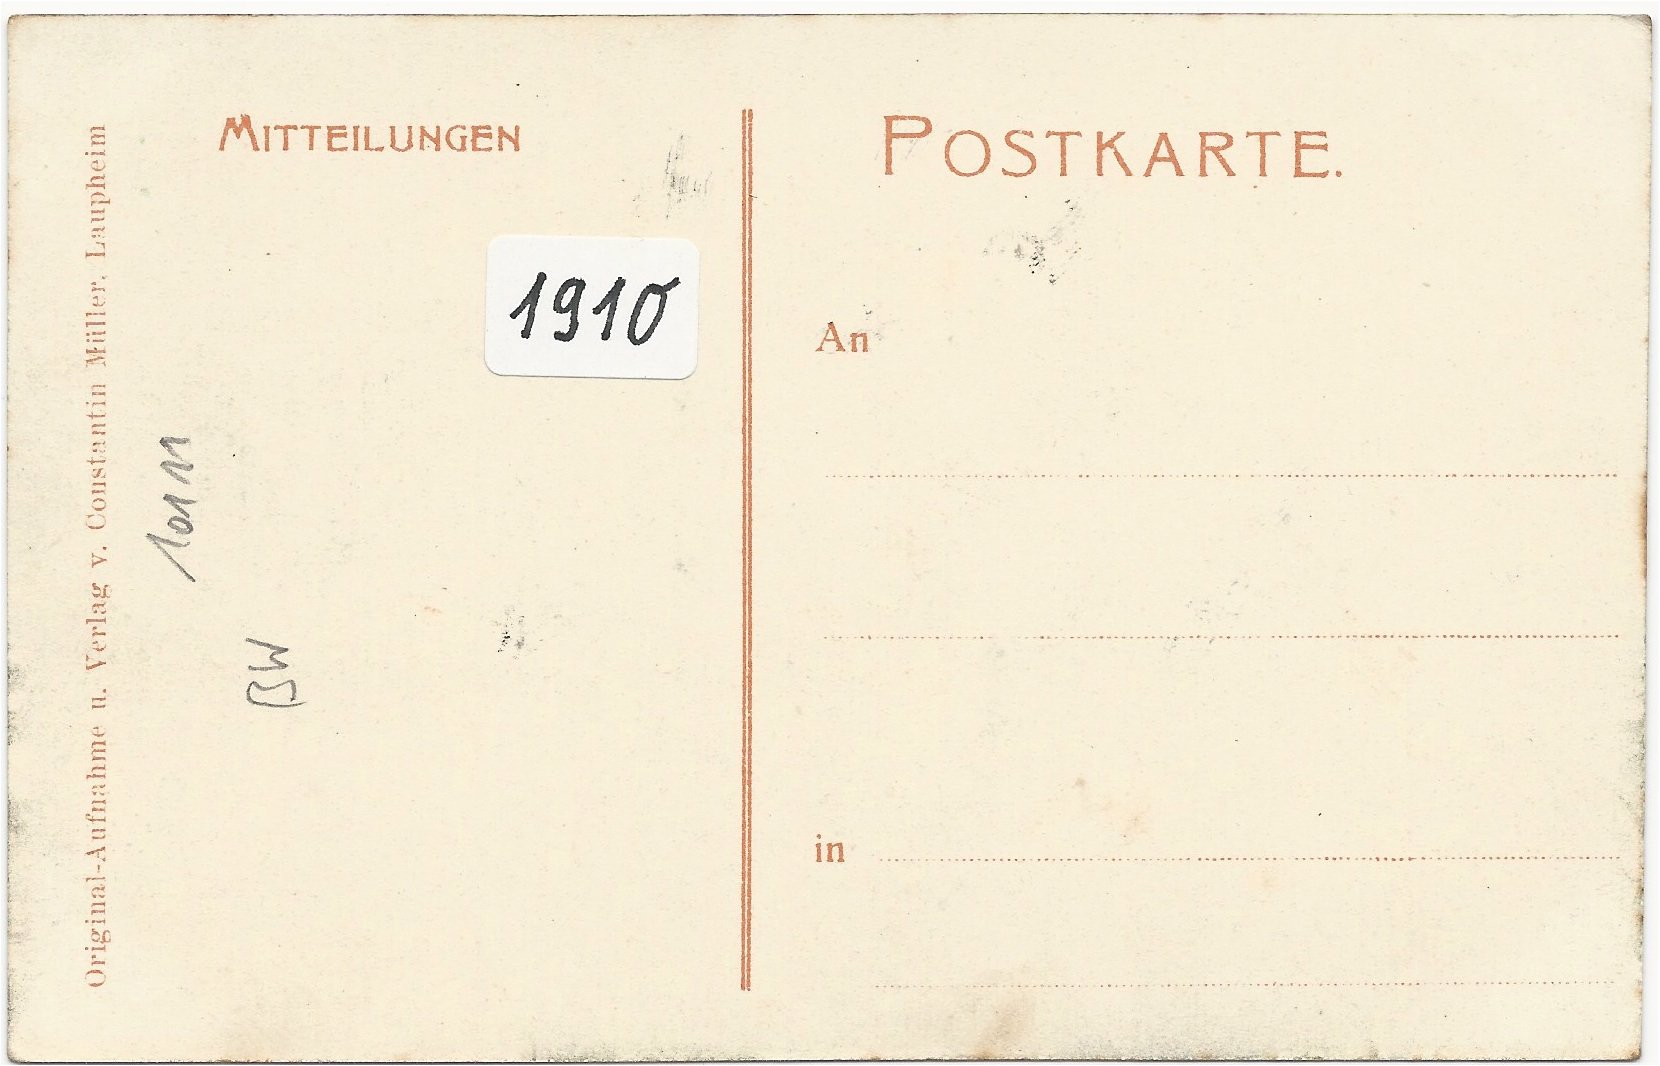 Original-Aufnahme u. Verlag v. Constantin Müller, Laupheim
MITTEILUNGEN
1910
BW
POSTKARTE.
An
in